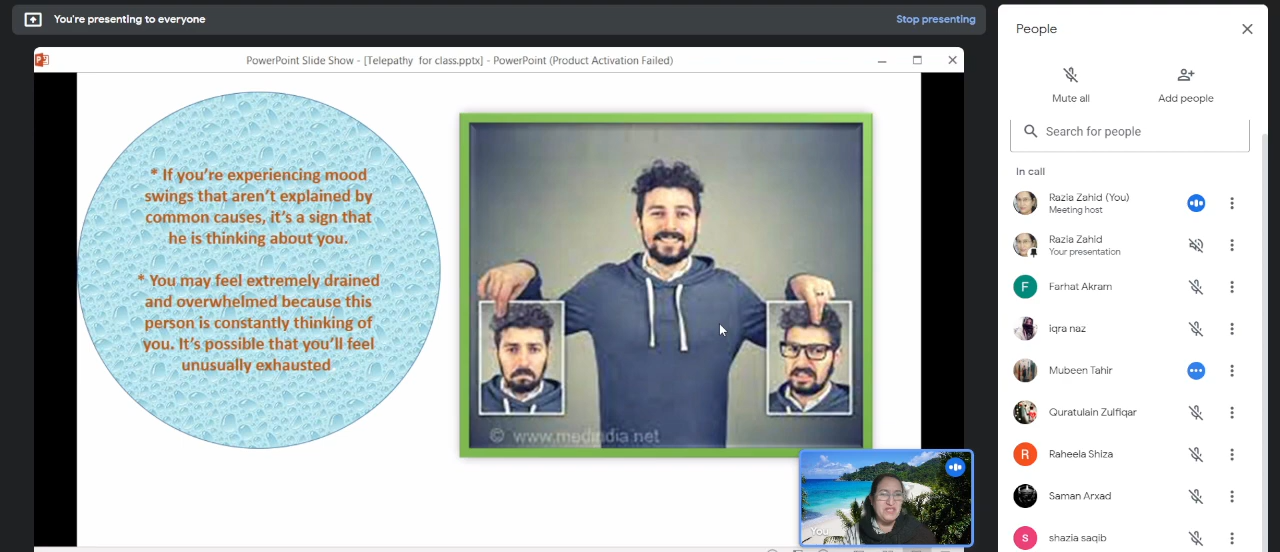 You're presenting to everyone
Stop presenting
PowerPoint Slide Show - [Telepathy for class.pptx] - PowerPoint (Product Activation Failed)
* If you're experiencing mood
swings that aren't explained by
common causes, it's a sign that
he is thinking about you.
* You may feel extremely drained
and overwhelmed because this
person is constantly thinking of
you. It's possible that you'll feel
unusually exhausted
© www.medindia.net
You
People
Mute all
Add people
Search for people
In call
Razia Zahid (You)
Meeting host
Razia Zahid
Your presentation
F
Farhat Akram
iqra naz
Mubeen Tahir
Quratulain Zulfiqar
R
Raheela Shiza
Saman Arxad
s
shazia saqib